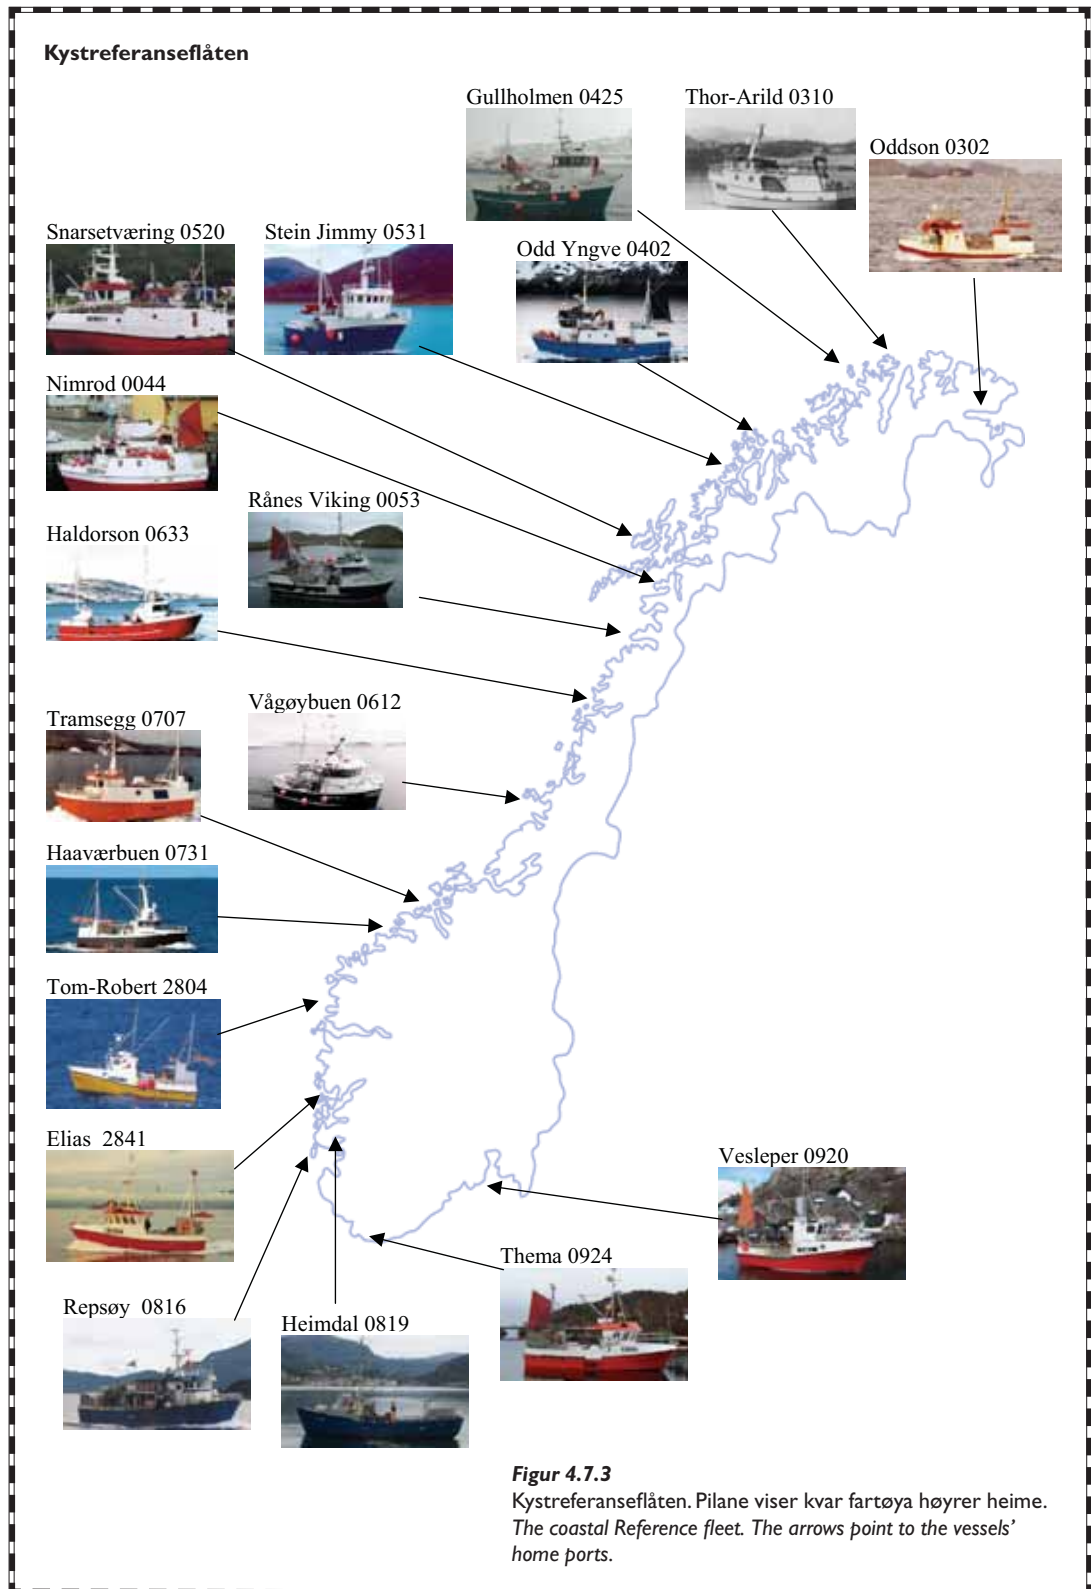 Kystreferanseflåten
Gullholmen 0425
Thor-Arild 0310
Oddson 0302
Snarsetværing 0520
Stein Jimmy 0531
Odd Yngve 0402
Nimrod 0044
Rånes Viking 0053
Haldorson 0633
Vågøybuen 0612
Tramsegg 0707
Haaværbuen 0731
Tom-Robert 2804
Elias 2841
Vesleper 0920
Thema 0924
Repsøy 0816
Heimdal 0819
Figur 4.7.3
Kystreferanseflåten. Pilane viser kvar fartøya høyrer heime.
The coastal Reference fleet. The arrows point to the vessels'
home ports.